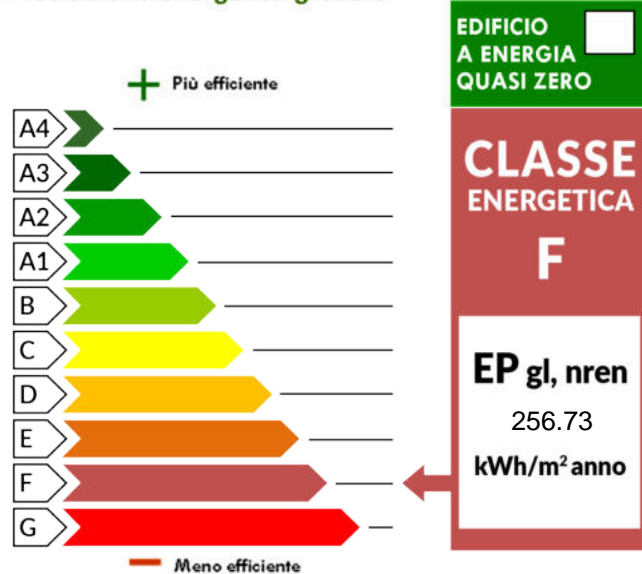 EDIFICIO
A ENERGIA
QUASI ZERO
Più efficiente
A4
A3
A2
A1
B
C
D
E
F
G
Meno efficiente
CLASSE
ENERGETICA
F
EP gl, nren
256.73
kWh/m² anno